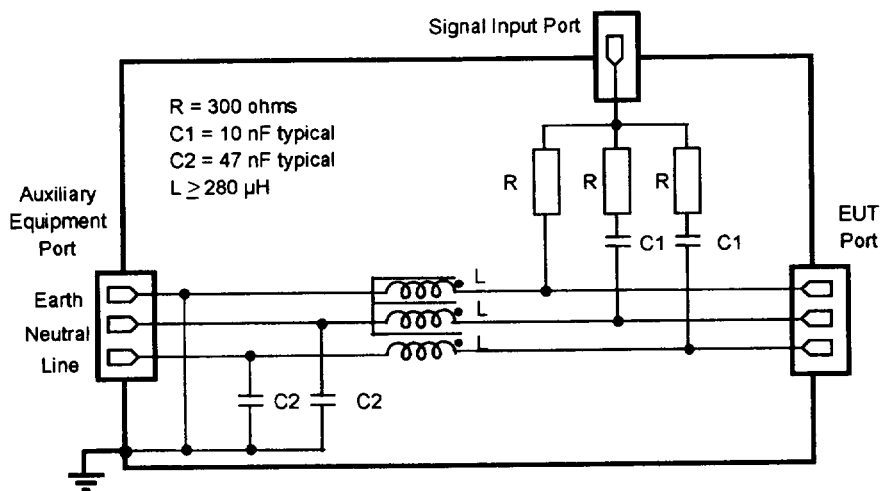 Signal Input Port
R = 300 ohms
C1 = 10 nF typical
C2 = 47 nF typical
L ≥ 280 µH
Auxiliary
Equipment
Port
R
R
R
EUT
Port
C1
C1
L
Earth
L
Neutral
L
Line
C2
C2